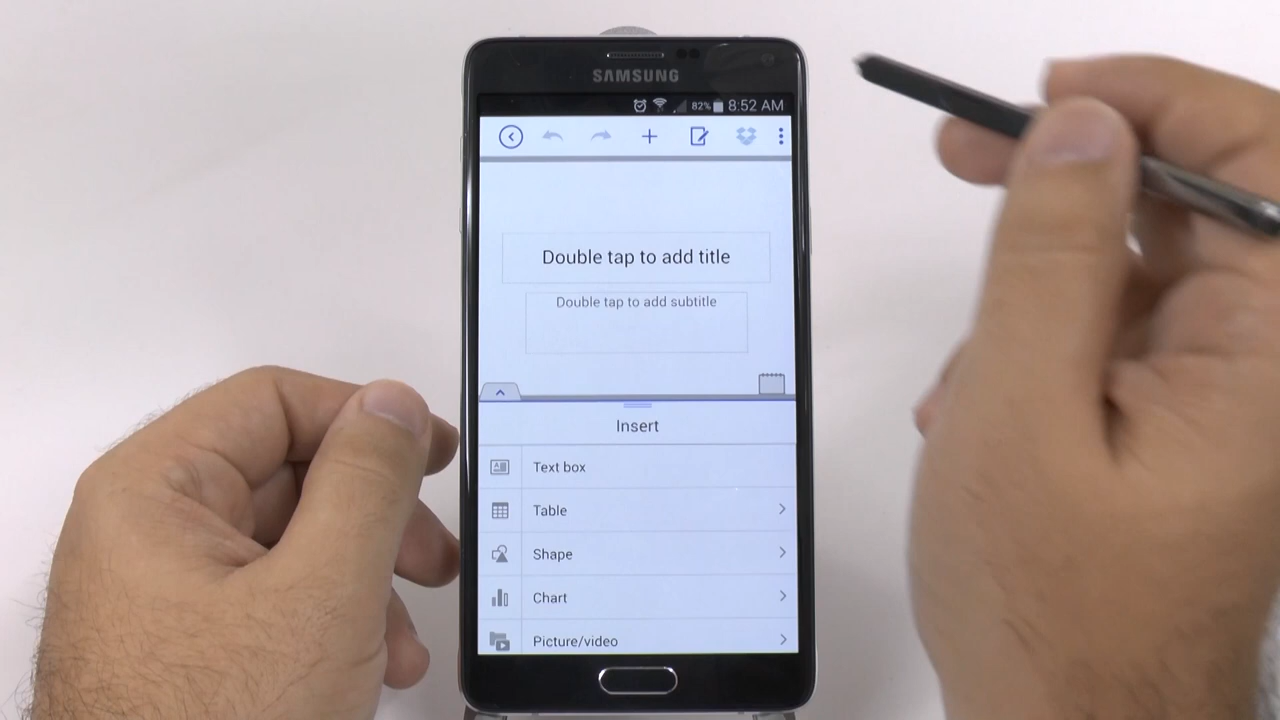 SAMSUNG
82% 8:52 AM
Double tap to add title
Double tap to add subtitle
Insert
Text box
Table
Shape
Chart
Picture/video